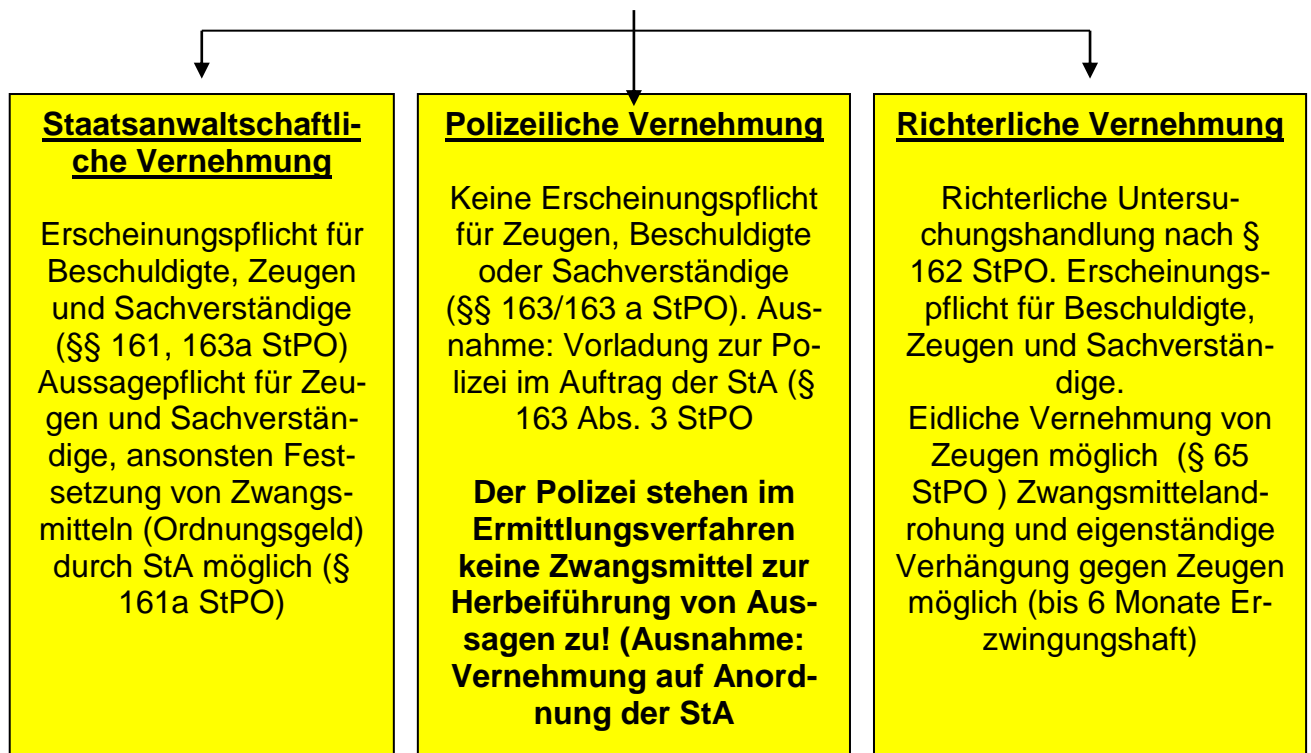 Staatsanwaltschaftli-
che Vernehmung
Erscheinungspflicht für
Beschuldigte, Zeugen
und Sachverständige
(§§ 161, 163a StPO)
Aussagepflicht für Zeu-
gen und Sachverstän-
dige, ansonsten Fest-
setzung von Zwangs-
mitteln (Ordnungsgeld)
durch StA möglich (§
161a StPO)
Polizeiliche Vernehmung
Keine Erscheinungspflicht
für Zeugen, Beschuldigte
oder Sachverständige
(§§ 163/163 a StPO). Aus-
nahme: Vorladung zur Po-
lizei im Auftrag der StA (§
163 Abs. 3 StPO
Der Polizei stehen im
Ermittlungsverfahren
keine Zwangsmittel zur
Herbeiführung von Aus-
sagen zu! (Ausnahme:
Vernehmung auf Anord-
nung der StA
Richterliche Vernehmung
Richterliche Untersu-
chungshandlung nach §
162 StPO. Erscheinungs-
pflicht für Beschuldigte,
Zeugen und Sachverstän-
dige.
Eidliche Vernehmung von
Zeugen möglich (§ 65
StPO ) Zwangsmitteland-
rohung und eigenständige
Verhängung gegen Zeugen
möglich (bis 6 Monate Er-
zwingungshaft)